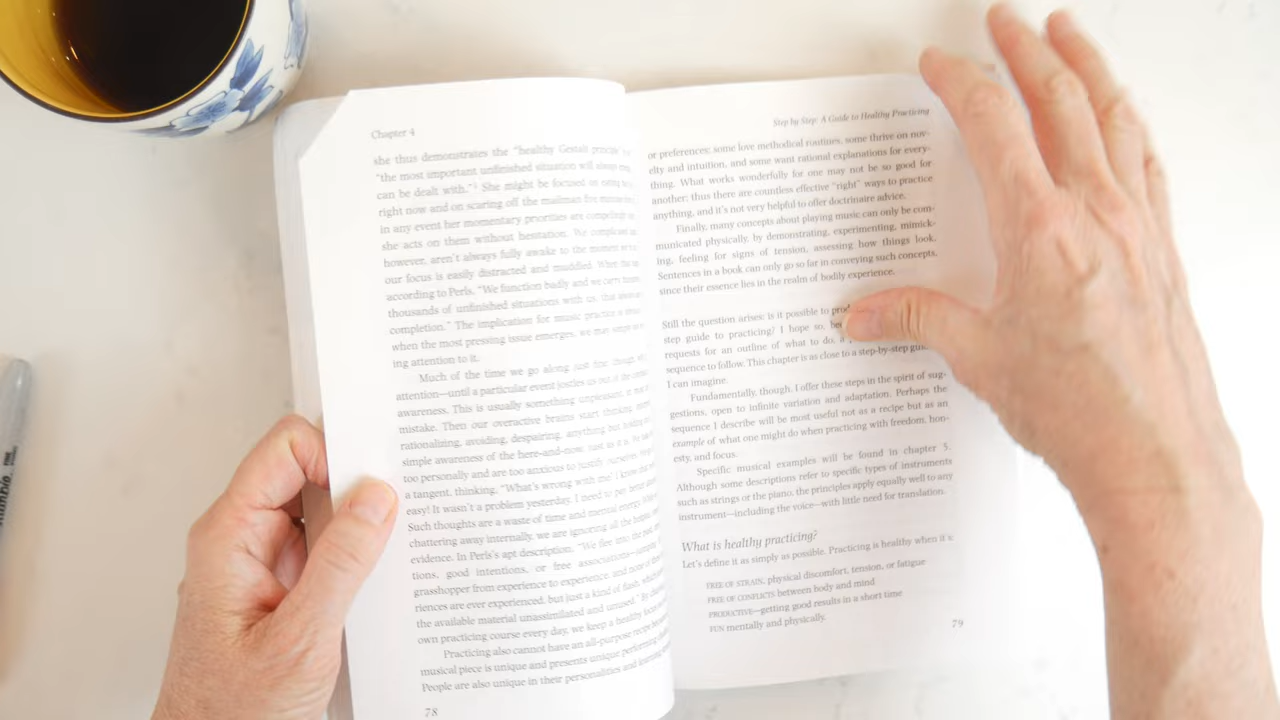 Chapter 4
she thus demonstrates the "healthy Gestalt
"the most important unfinished situation will always
can be dealt with." She might be focused on eating
right now and on scaring off the mailman five
in any event her momentary priorities are
she acts on them without hesitation. We
however, aren't always fully awake to the moment
our focus is easily distracted and muddled. When
according to Perls, "We function badly and we carry
thousands of unfinished situations with us, that
completion." The implication for music practice is
when the most pressing issue emerges, we may
ing attention to it.
Much of the time we go along just fine
attention—until a particular event jostles us out of
awareness. This is usually something unpleasant,
mistake. Then our overactive brains start thinking
rationalizing, avoiding, despairing, anything but
simple awareness of the here-and-now, just as it is.
too personally and are too anxious to justify
a tangent, thinking, "What's wrong with me? I know
easy! It wasn't a problem yesterday. I need to
Such thoughts are a waste of time and mental energy.
chattering away internally, we are ignoring all the
evidence. In Perls's apt description, "We flee into the
tions, good intentions, or free associations—
grasshopper from experience to experience, and none of
riences are ever experienced, but just a kind of flash, which
the available material unassimilated and unused." By
own practicing course every day, we keep a healthy
Practicing also cannot have an all-purpose recipe
musical piece is unique and presents unique
People are also unique in their personalities and learning
78
Step by Step: A Guide to Healthy Practicing
or preferences; some love methodical routines, some thrive on nov-
elty and intuition, and some want rational explanations for every-
thing. What works wonderfully for one may not be so good for
another; thus there are countless effective "right" ways to practice
anything, and it's not very helpful to offer doctrinaire advice.
Finally, many concepts about playing music can only be com-
municated physically, by demonstrating, experimenting, mimick-
ing, feeling for signs of tension, assessing how things look.
Sentences in a book can only go so far in conveying such concepts,
since their essence lies in the realm of bodily experience.
Still the question arises: is it possible to
step guide to practicing? I hope so,
requests for an outline of what to do, a
sequence to follow. This chapter is as close to a step-by-step
I can imagine.
Fundamentally, though, I offer these steps in the spirit of sug-
gestions, open to infinite variation and adaptation. Perhaps the
sequence I describe will be most useful not as a recipe but as an
example of what one might do when practicing with freedom, hon-
esty, and focus.
Specific musical examples will be found in chapter 5.
Although some descriptions refer to specific types of instruments
such as strings or the piano, the principles apply equally well to any
instrument—including the voice—with little need for translation.
What is healthy practicing?
Let's define it as simply as possible. Practicing is healthy when it's:
FREE OF STRAIN, physical discomfort, tension, or fatigue
FREE OF CONFLICTS between body and mind
PRODUCTIVE—getting good results in a short time
FUN mentally and physically.
79